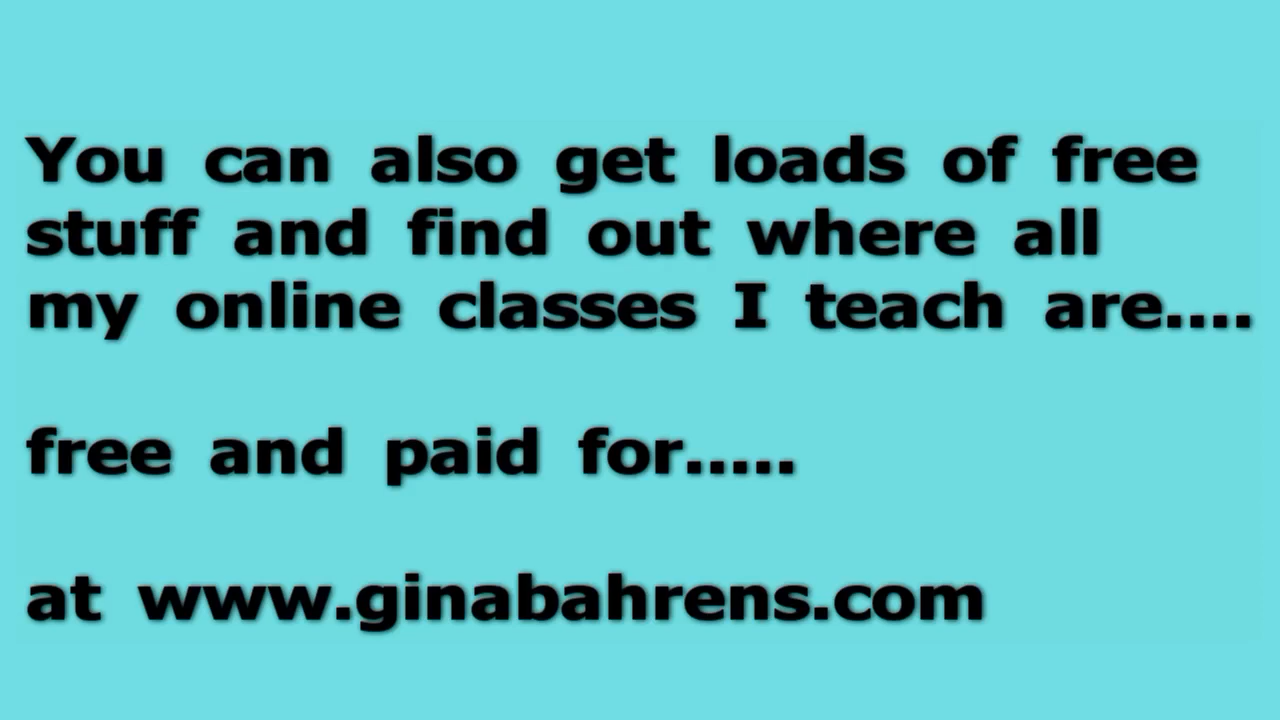 You can also get loads of free
stuff and find out where all
my online classes I teach are....
free and paid for.....
at www.ginabahrens.com